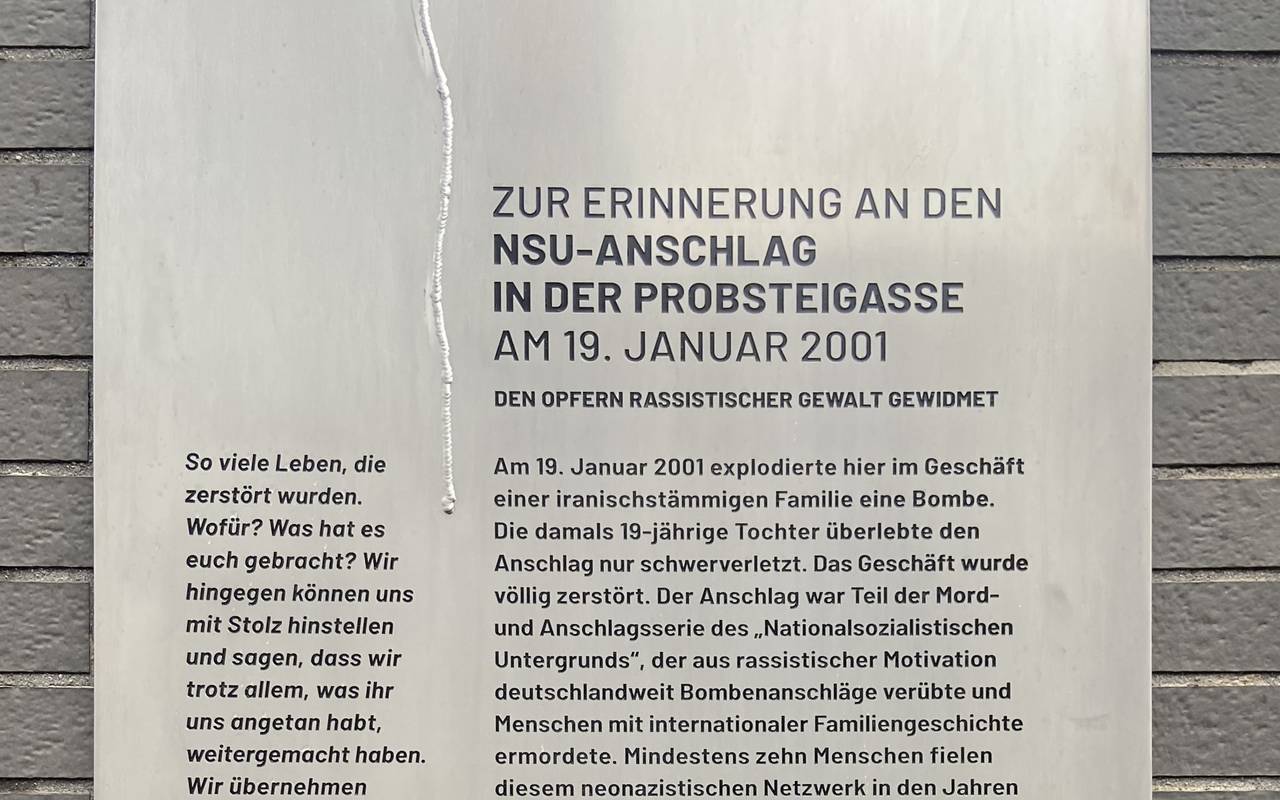 ZUR ERINNERUNG AN DEN
NSU-ANSCHLAG
IN DER PROBSTEIGASSE
AM 19. JANUAR 2001
DEN OPFERN RASSISTISCHER GEWALT GEWIDMET
So viele Leben, die
zerstört wurden.
Wofür? Was hat es
euch gebracht? Wir
hingegen können uns
mit Stolz hinstellen
und sagen, dass wir
trotz allem, was ihr
uns angetan habt,
weitergemacht haben.
Wir übernehmen
Am 19. Januar 2001 explodierte hier im Geschäft
einer iranischstämmigen Familie eine Bombe.
Die damals 19-jährige Tochter überlebte den
Anschlag nur schwerverletzt. Das Geschäft wurde
völlig zerstört. Der Anschlag war Teil der Mord-
und Anschlagsserie des „Nationalsozialistischen
Untergrunds“, der aus rassistischer Motivation
deutschlandweit Bombenanschläge verübte und
Menschen mit internationaler Familiengeschichte
ermordete. Mindestens zehn Menschen fielen
diesem neonazistischen Netzwerk in den Jahren